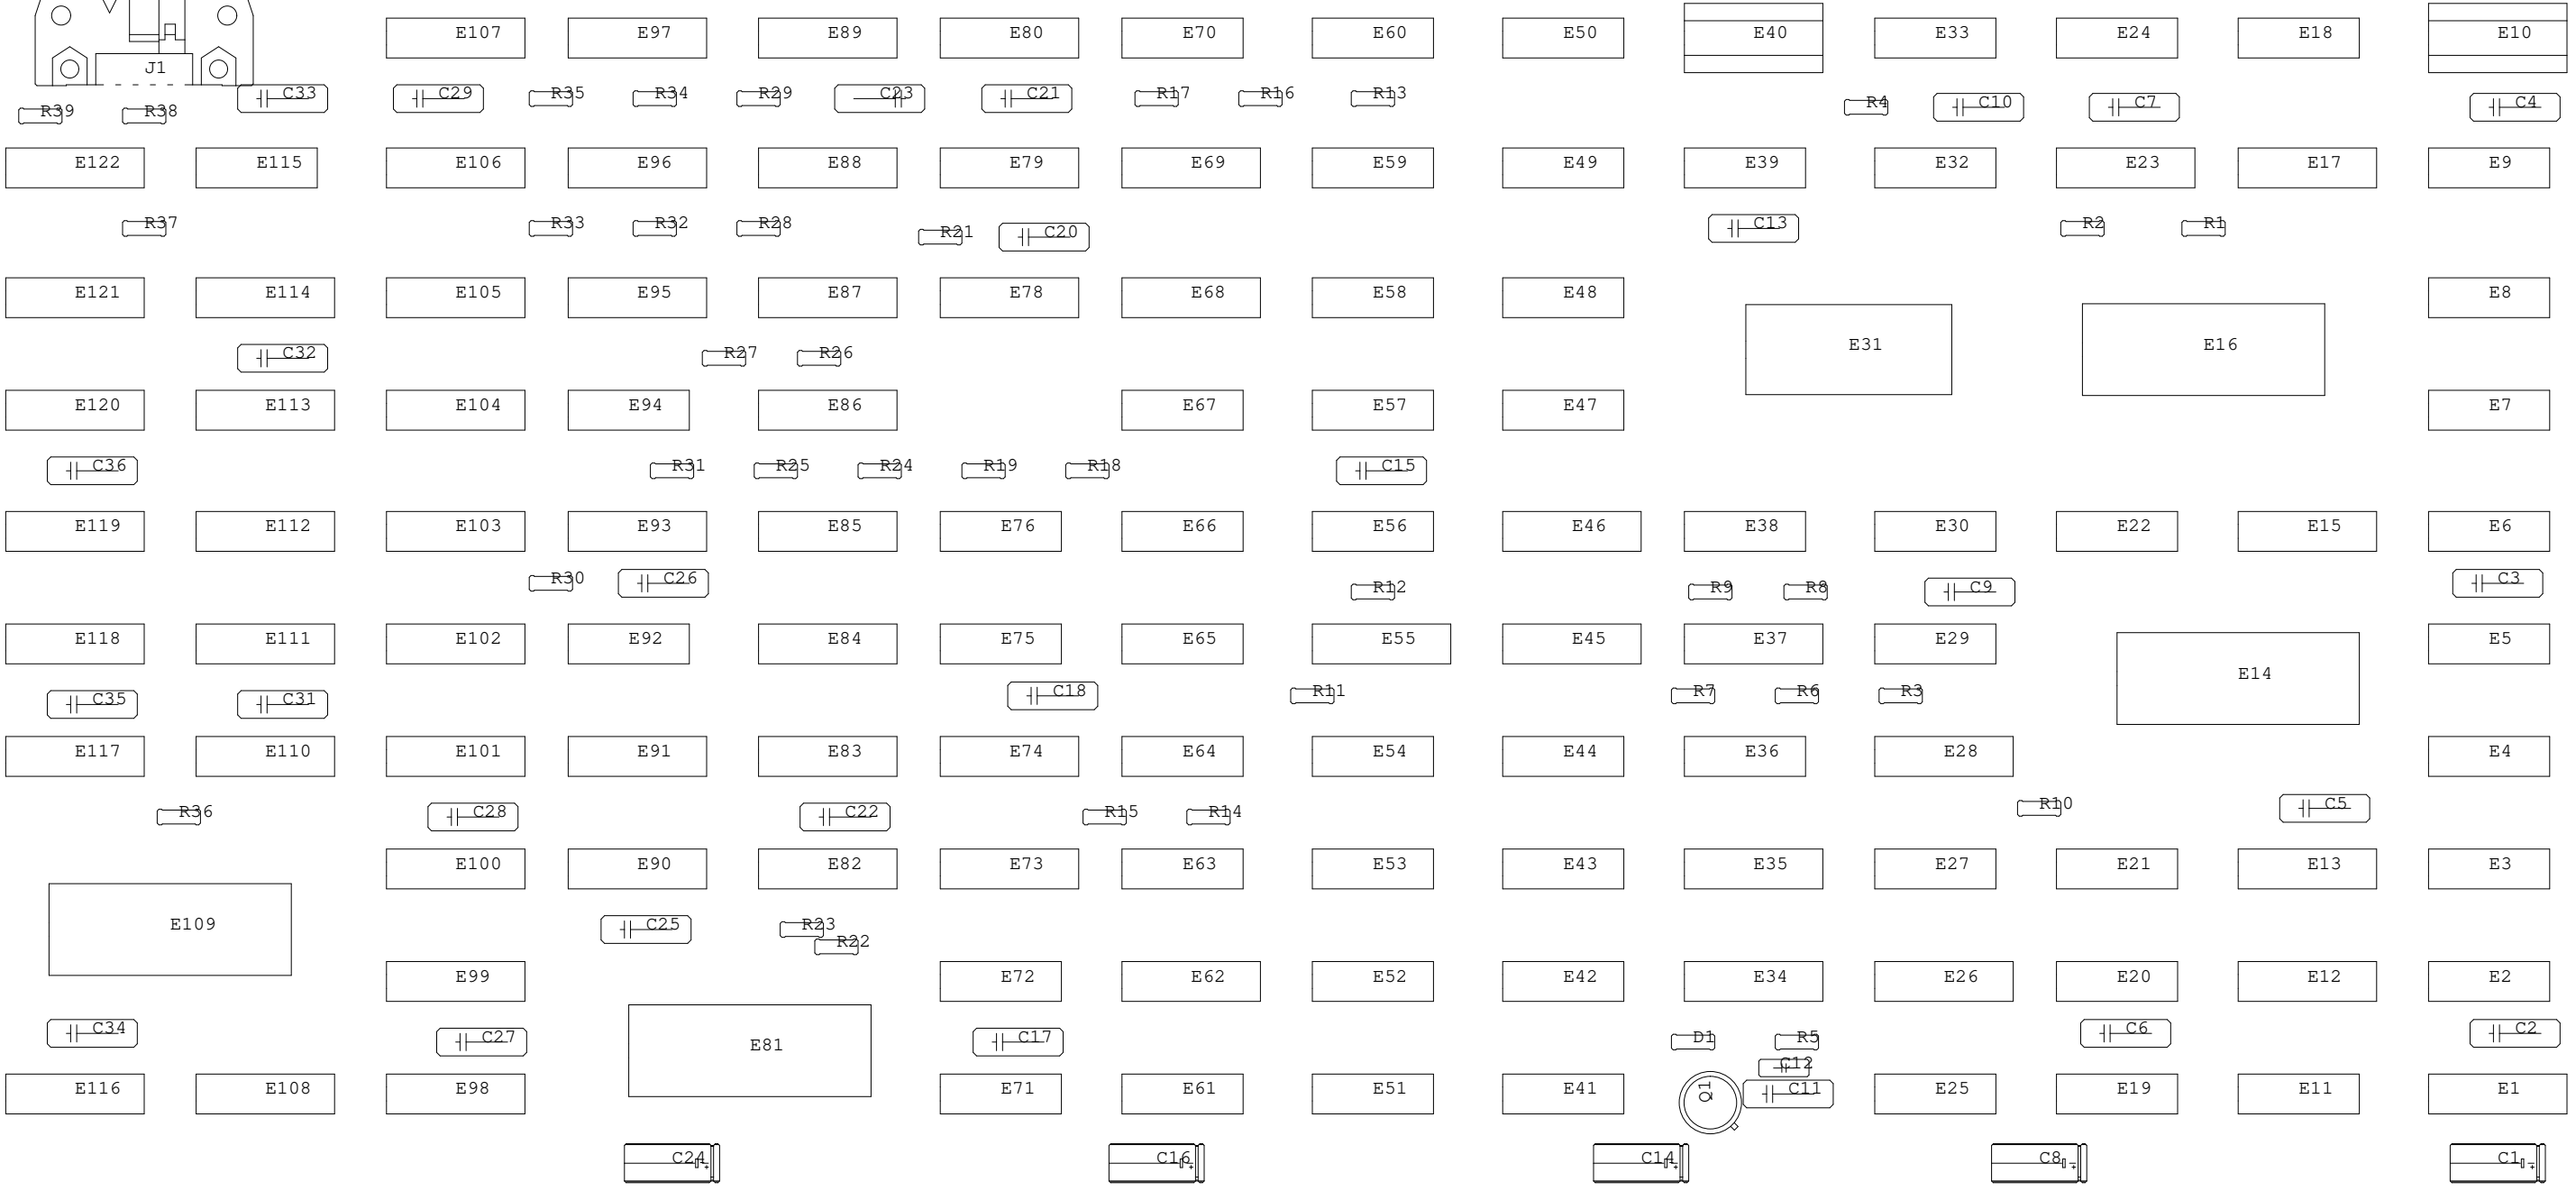 E107 E97 E89 E80 E70 E60 E50 E40 E33 E24 E18 E10
J1
C33 C29 R35 R34 R29 C23 C21 R17 R16 R13 R4 C10 C7 C4
R39 R38
E122 E115 E106 E96 E88 E79 E69 E59 E49 E39 E32 E23 E17 E9
R37 R33 R32 R28 R21 C20 C13 R2 R1
E121 E114 E105 E95 E87 E78 E68 E58 E48 E8
E31 E16
C32 R27 R26
E120 E113 E104 E94 E86 E67 E57 E47 E7
C36 R31 R25 R24 R19 R18 C15
E119 E112 E103 E93 E85 E76 E66 E56 E46 E38 E30 E22 E15 E6
R30 C26 R12 R9 R8 C9 C3
E118 E111 E102 E92 E84 E75 E65 E55 E45 E37 E29 E5
E14
C35 C31 C18 R11 R7 R6 R3
E117 E110 E101 E91 E83 E74 E64 E54 E44 E36 E28 E4
R36 C28 C22 R15 R14 R10 C5
E100 E90 E82 E73 E63 E53 E43 E35 E27 E21 E13 E3
E109 C25 R23
R22
E99 E72 E62 E52 E42 E34 E26 E20 E12 E2
C34 C27 E81 C17 D1 R5 C6 C2
C12
E116 E108 E98 E71 E61 E51 E41 Q1 C11 E25 E19 E11 E1
C24 C16 C14 C8 C1